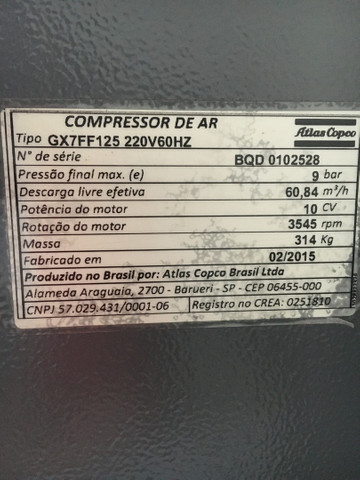 COMPRESSOR DE AR
Atlas Copco
Tipo GX7FF125 220V60HZ
N° de série BQD 0102528
Pressão final max. (e) 9 bar
Descarga livre efetiva 60,84 m³/h
Potência do motor 10 CV
Rotação do motor 3545 rpm
Massa 314 Kg
Fabricado em 02/2015
Produzido no Brasil por: Atlas Copco Brasil Ltda
Alameda Araguaia, 2700 - Barueri - SP - CEP 06455-000
CNPJ 57.029.431/0001-06 Registro no CREA: 0251810